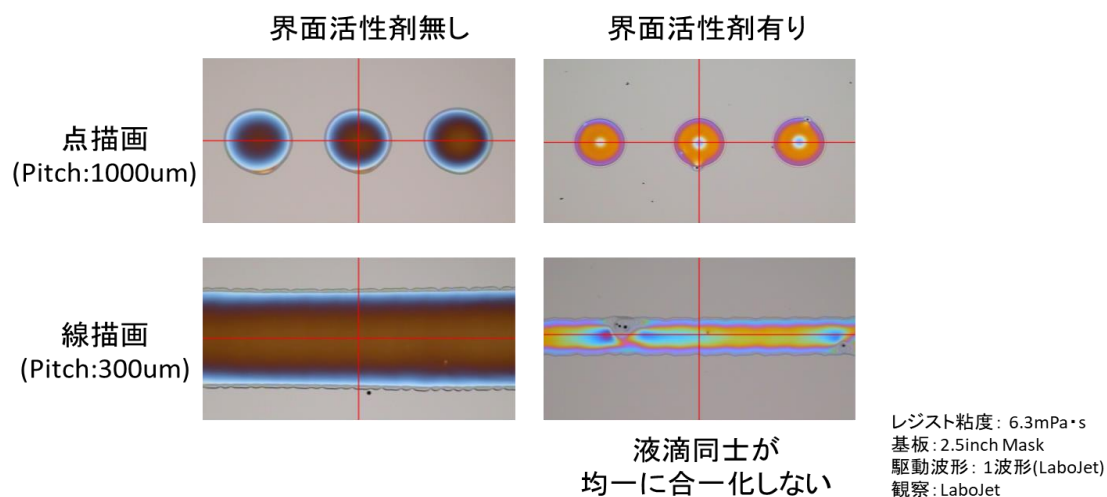 界面活性剤無し
界面活性剤有り
点描画
(Pitch:1000um)
線描画
(Pitch:300um)
液滴同士が
均一に合一化しない
レジスト粘度: 6.3mPa・s
基板:2.5inch Mask
駆動波形: 1波形(LaboJet)
観察:LaboJet